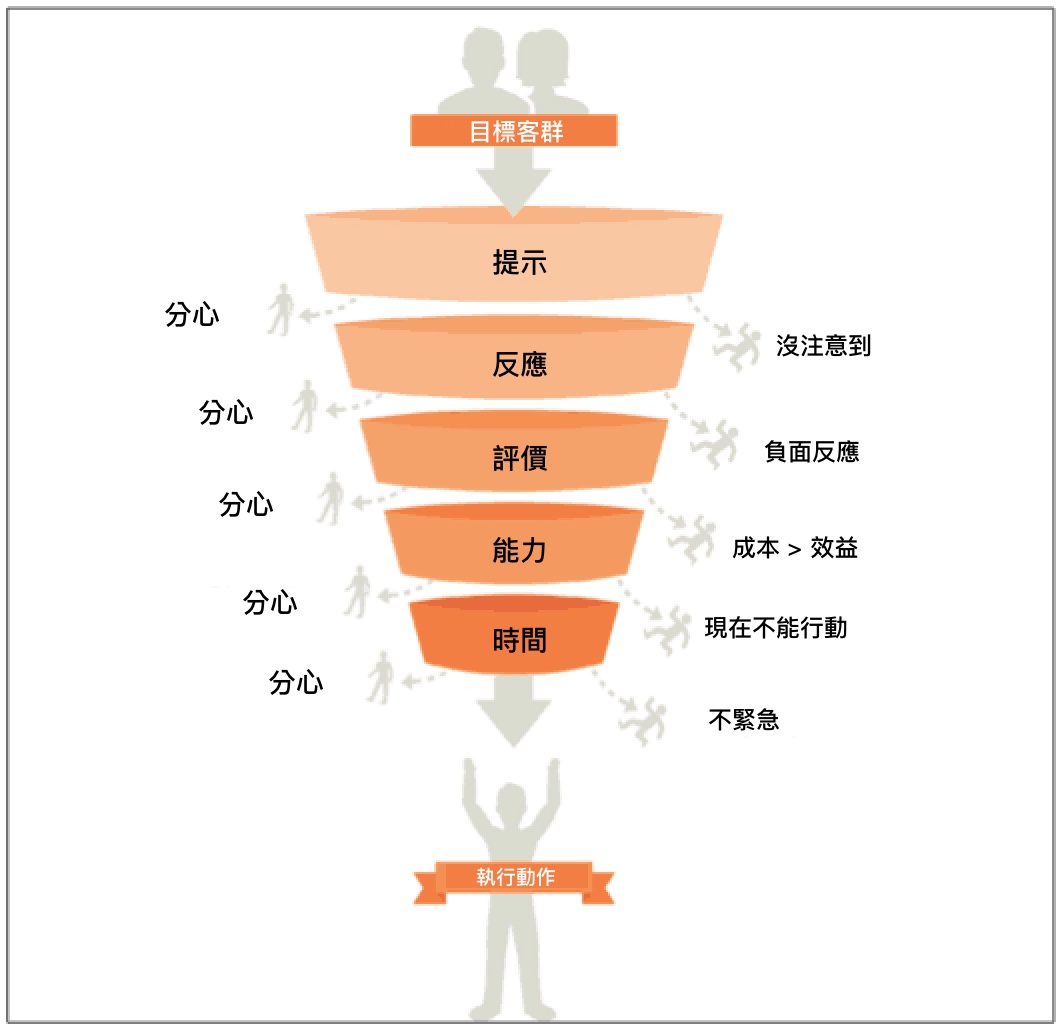 目標客群
提示
分心
沒注意到
反應
分心
負面反應
評價
分心
成本 > 效益
能力
分心
現在不能行動
時間
分心
不緊急
執行動作